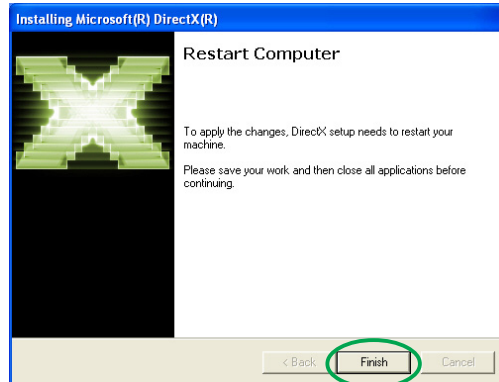 Installing Microsoft(R) DirectX(R)
Restart Computer
To apply the changes, DirectX setup needs to restart your
machine.
Please save your work and then close all applications before
continuing.
< Back Finish Cancel